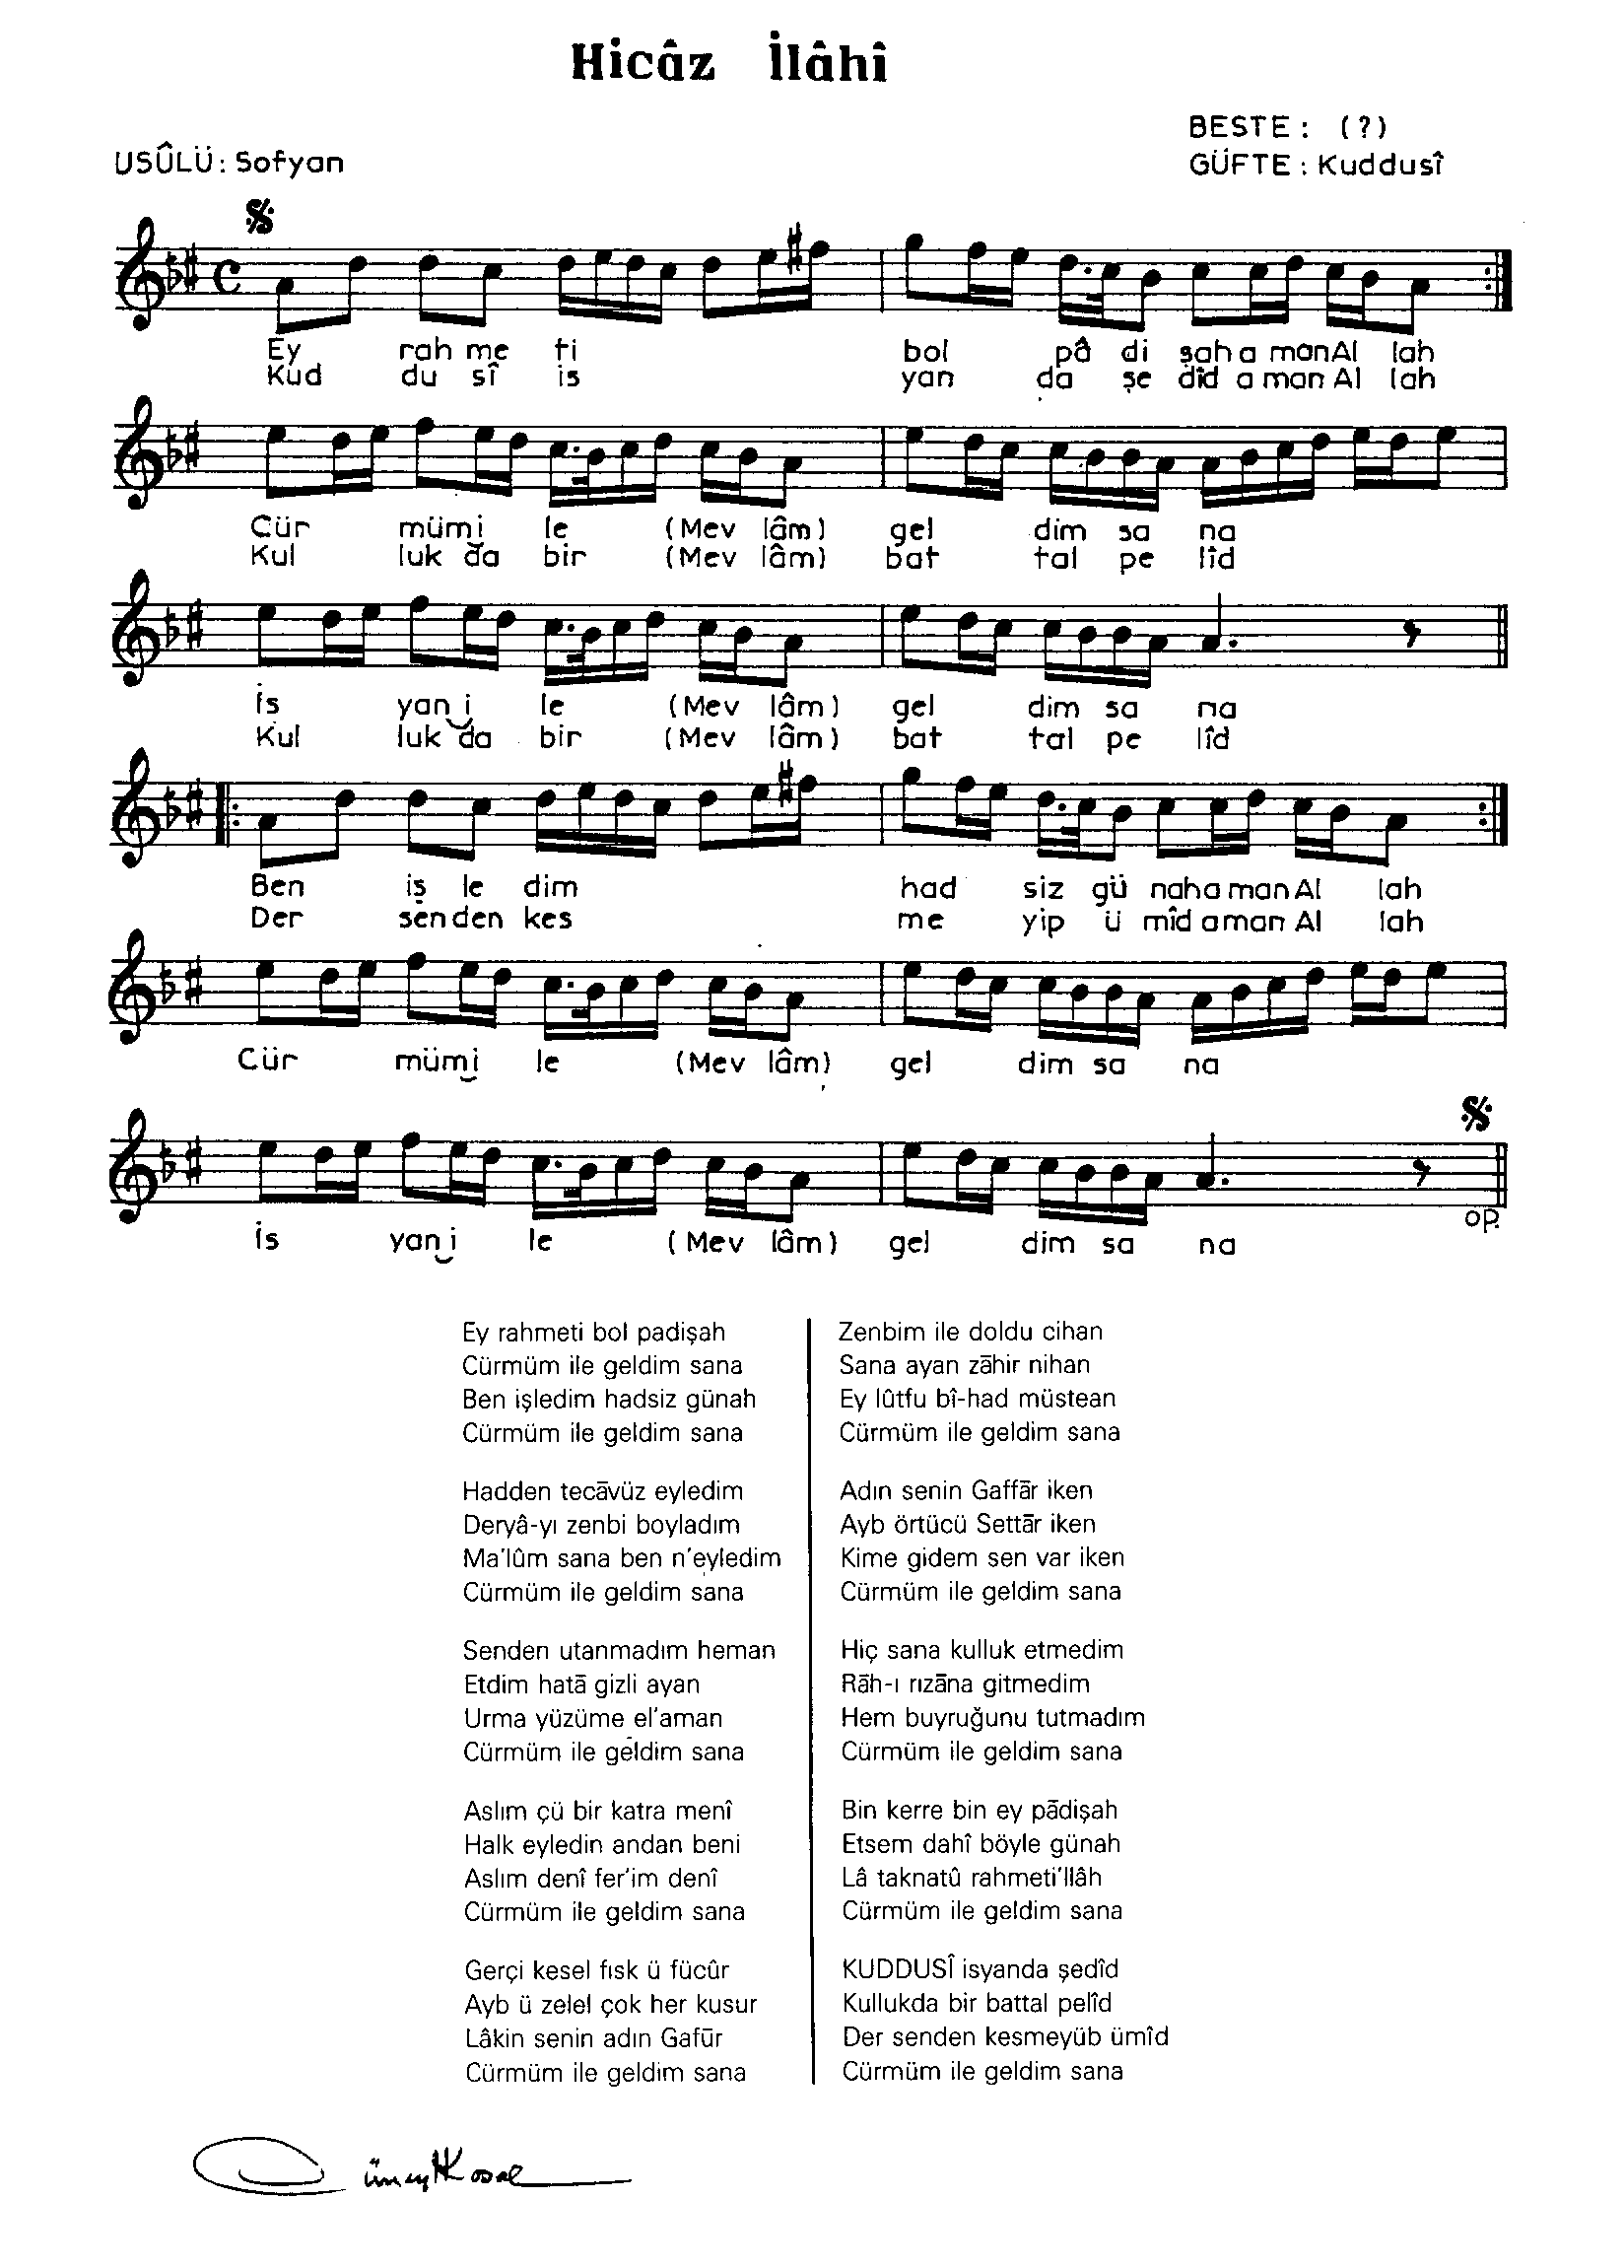 Hicâz İlâhî
BESTE : (?)
USÛLÜ : Sofyan
GÜFTE : Kuddusî
Ey rah me ti bol pâ di şah a man Al lah
Kud du sî is yan da şe dîd a man Al lah
Cür müm i le (Mev lâm) gel dim sa na
Kul luk da bir (Mev lâm) bat tal pe lîd
İs yan i le (Mev lâm) gel dim sa na
Kul luk da bir (Mev lâm) bat tal pe lîd
Ben iş le dim had siz gü nah a man Al lah
Der sen den kes me yip ü mîd a man Al lah
Cür müm i le (Mev lâm) gel dim sa na
İs yan i le (Mev lâm) gel dim sa na
op.
Ey rahmeti bol padişah
Cürmüm ile geldim sana
Ben işledim hadsiz günah
Cürmüm ile geldim sana
Hadden tecāvüz eyledim
Deryâ-yı zenbi boyladım
Ma'lûm sana ben n'eyledim
Cürmüm ile geldim sana
Senden utanmadım heman
Etdim hatā gizli ayan
Urma yüzüme el'aman
Cürmüm ile geldim sana
Aslım çü bir katra menî
Halk eyledin andan beni
Aslım denî fer'im denî
Cürmüm ile geldim sana
Gerçi kesel fısk ü fücûr
Ayb ü zelel çok her kusur
Lâkin senin adın Gafūr
Cürmüm ile geldim sana
Zenbim ile doldu cihan
Sana ayan zāhir nihan
Ey lûtfu bî-had müstean
Cürmüm ile geldim sana
Adın senin Gaffār iken
Ayb örtücü Settār iken
Kime gidem sen var iken
Cürmüm ile geldim sana
Hiç sana kulluk etmedim
Rāh-ı rızāna gitmedim
Hem buyruğunu tutmadım
Cürmüm ile geldim sana
Bin kerre bin ey pādişah
Etsem dahî böyle günah
Lâ taknatû rahmeti'llâh
Cürmüm ile geldim sana
KUDDUSÎ isyanda şedîd
Kullukda bir battal pelîd
Der senden kesmeyüb ümîd
Cürmüm ile geldim sana
Cüneyt Kosal